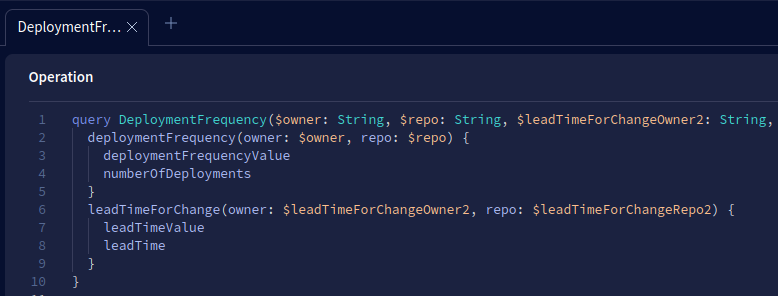 DeploymentFr...
Operation
1 query DeploymentFrequency($owner: String, $repo: String, $leadTimeForChangeOwner2: String,
2 deploymentFrequency(owner: $owner, repo: $repo) {
3 deploymentFrequencyValue
4 numberOfDeployments
5 }
6 leadTimeForChange(owner: $leadTimeForChangeOwner2, repo: $leadTimeForChangeRepo2) {
7 leadTimeValue
8 leadTime
9 }
10 }